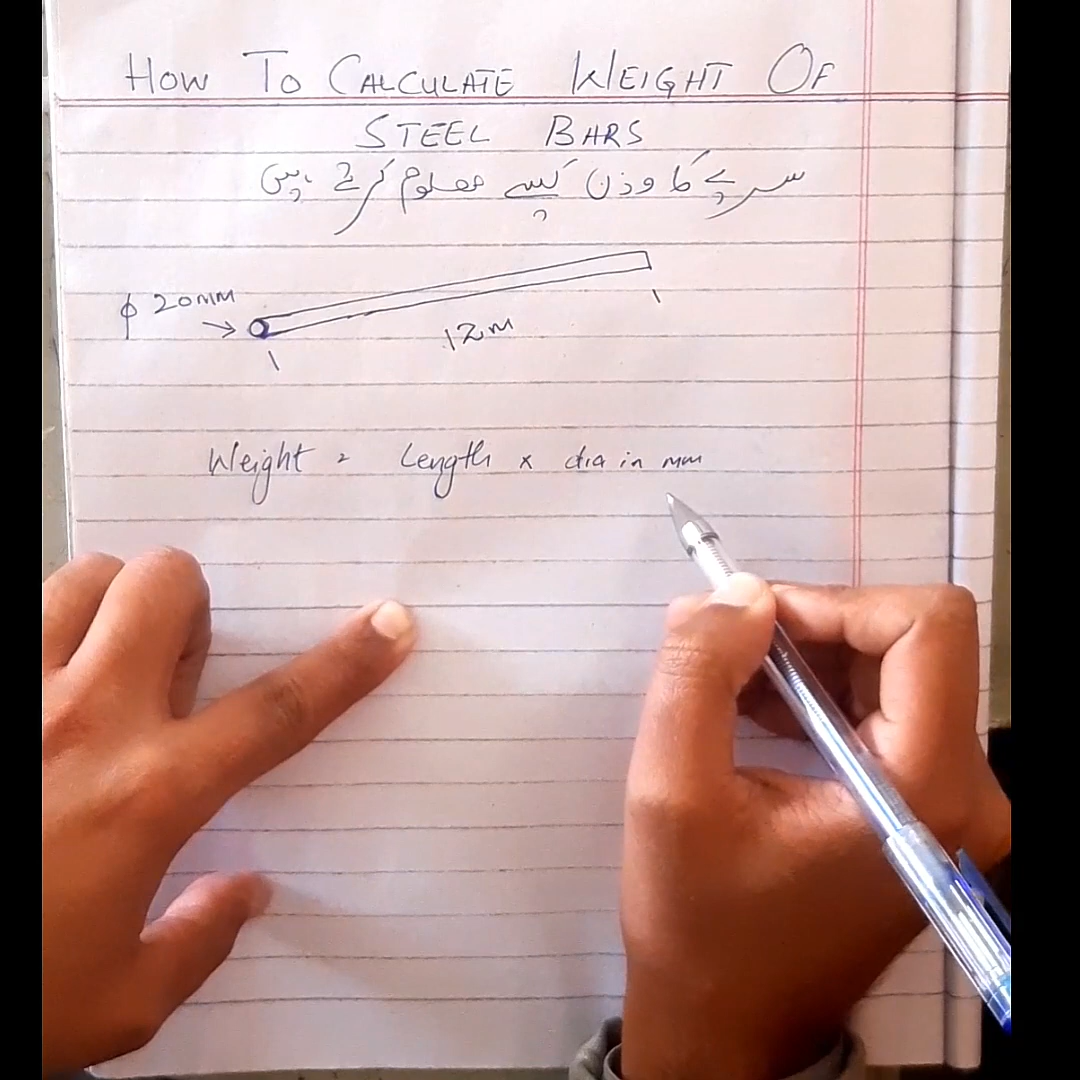 HOW TO CALCULATE WEIGHT OF
STEEL BARS
سریے کا وزن کیسے معلوم کرتے ہیں
ϕ 20mm
12m
Weight = Length × dia in mm